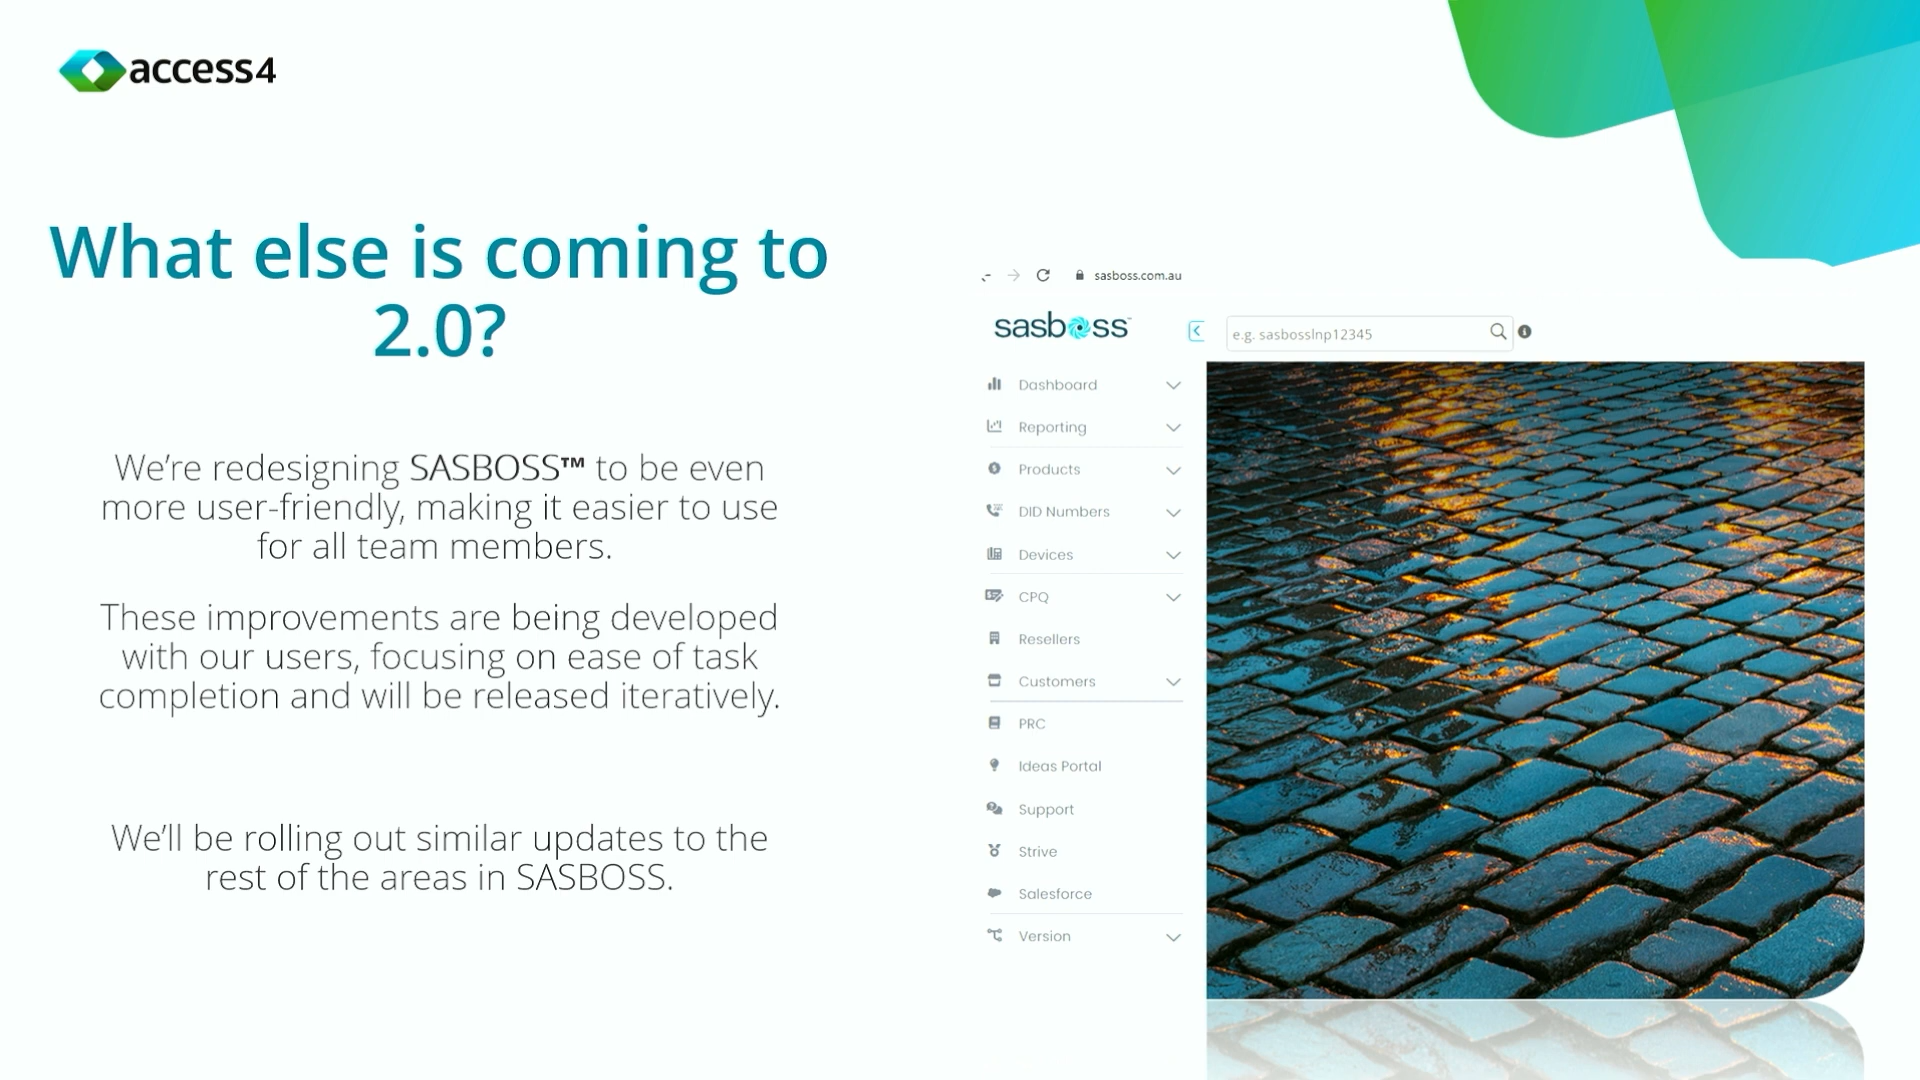 access4
What else is coming to
2.0?
We’re redesigning SASBOSS™ to be even
more user-friendly, making it easier to use
for all team members.
These improvements are being developed
with our users, focusing on ease of task
completion and will be released iteratively.
We’ll be rolling out similar updates to the
rest of the areas in SASBOSS.
sasboss.com.au
sasboss™
e.g. sasbosslnp12345
Dashboard
Reporting
Products
DID Numbers
Devices
CPQ
Resellers
Customers
PRC
Ideas Portal
Support
Strive
Salesforce
Version